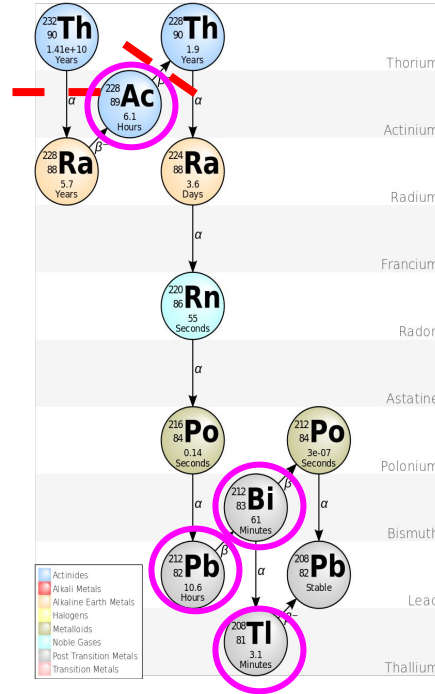 232
90 Th
1.41e+10
Years
228
90 Th
1.9
Years
Thorium
α
β
α
228
89 Ac
6.1
Hours
Actinium
228
88 Ra
5.7
Years
β-
224
88 Ra
3.6
Days
Radium
α
Francium
220
86 Rn
55
Seconds
Radon
α
Astatine
216
84 Po
0.14
Seconds
212
84 Po
3e-07
Seconds
Polonium
α
β
α
212
83 Bi
61
Minutes
Bismuth
212
82 Pb
10.6
Hours
β
α
208
82 Pb
Stable
Lead
β-
208
81 Tl
3.1
Minutes
Thallium
Actinides
Alkali Metals
Alkaline Earth Metals
Halogens
Metalloids
Noble Gases
Post Transition Metals
Transition Metals